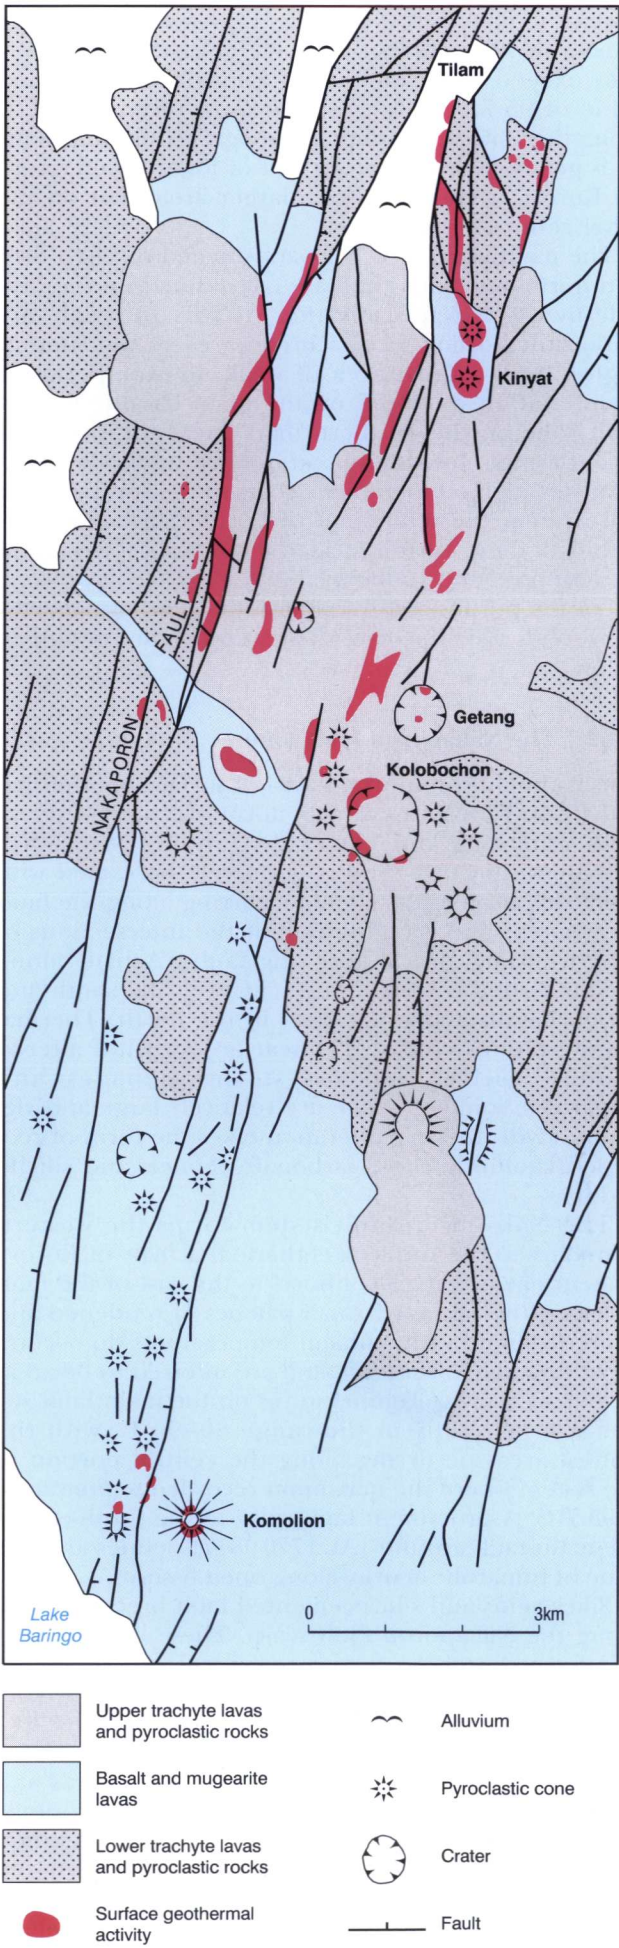 Tilam
Kinyat
FAULT
NAKAPORON
Getang
Kolobochon
Komolion
Lake
Baringo
0 3km
Upper trachyte lavas
and pyroclastic rocks
Alluvium
Basalt and mugearite
lavas
Pyroclastic cone
Lower trachyte lavas
and pyroclastic rocks
Crater
Surface geothermal
activity
Fault